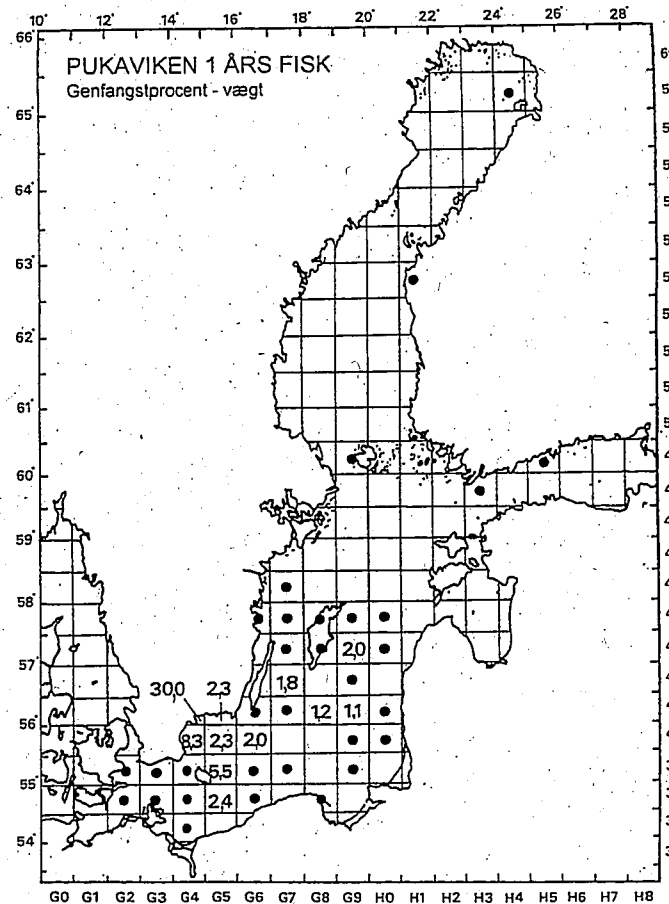 10° 12° 14° 16° 18° 20° 22° 24° 26° 28°
66°
PUKAVIKEN 1 ÅRS FISK
Genfangstprocent - vægt
65°
64°
63°
62°
61°
60°
59°
58°
57° 2,0
30,0 2,3 1,8
56° 1,2 1,1
8,3 2,3 2,0
55° 5,5
2,4
54°
G0 G1 G2 G3 G4 G5 G6 G7 G8 G9 H0 H1 H2 H3 H4 H5 H6 H7 H8